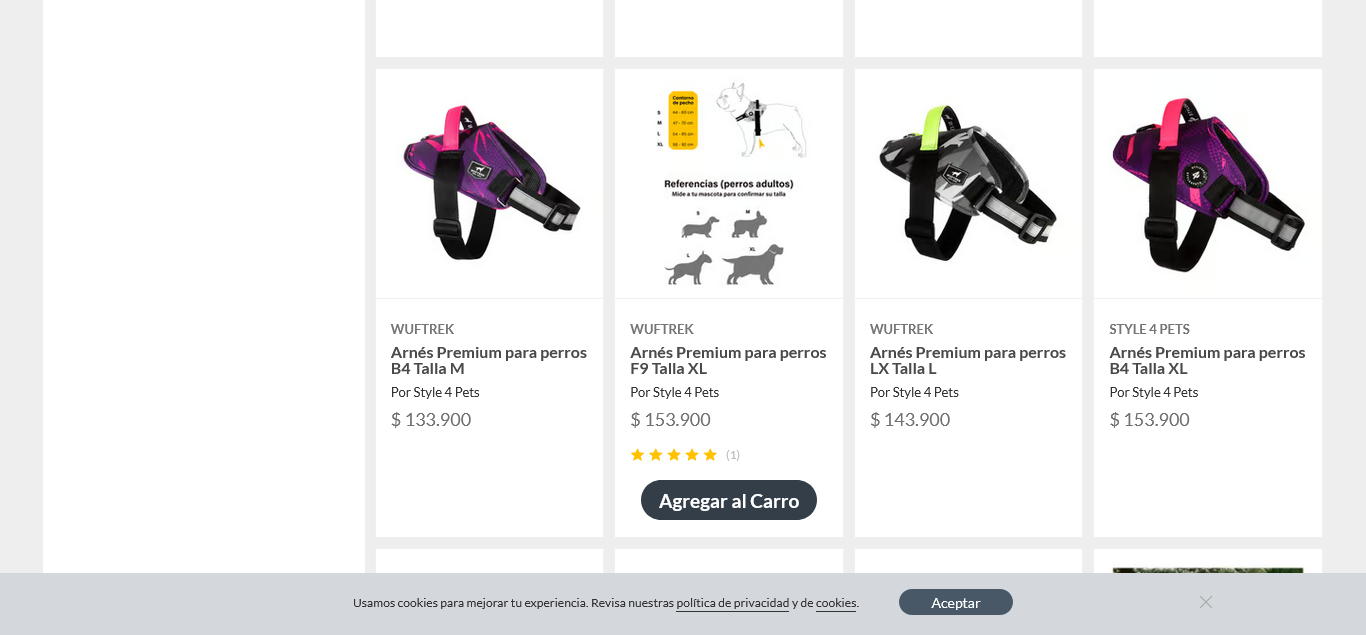 Contorno
de pecho
S
M
L
XL
Referencias (perros adultos)
Mide a tu mascota para confirmar su talla
S
M
L
XL
WUFTREK
Arnés Premium para perros
B4 Talla M
Por Style 4 Pets
$ 133.900
WUFTREK
Arnés Premium para perros
F9 Talla XL
Por Style 4 Pets
$ 153.900
(1)
Agregar al Carro
WUFTREK
Arnés Premium para perros
LX Talla L
Por Style 4 Pets
$ 143.900
STYLE 4 PETS
Arnés Premium para perros
B4 Talla XL
Por Style 4 Pets
$ 153.900
Usamos cookies para mejorar tu experiencia. Revisa nuestras política de privacidad y de cookies.
Aceptar